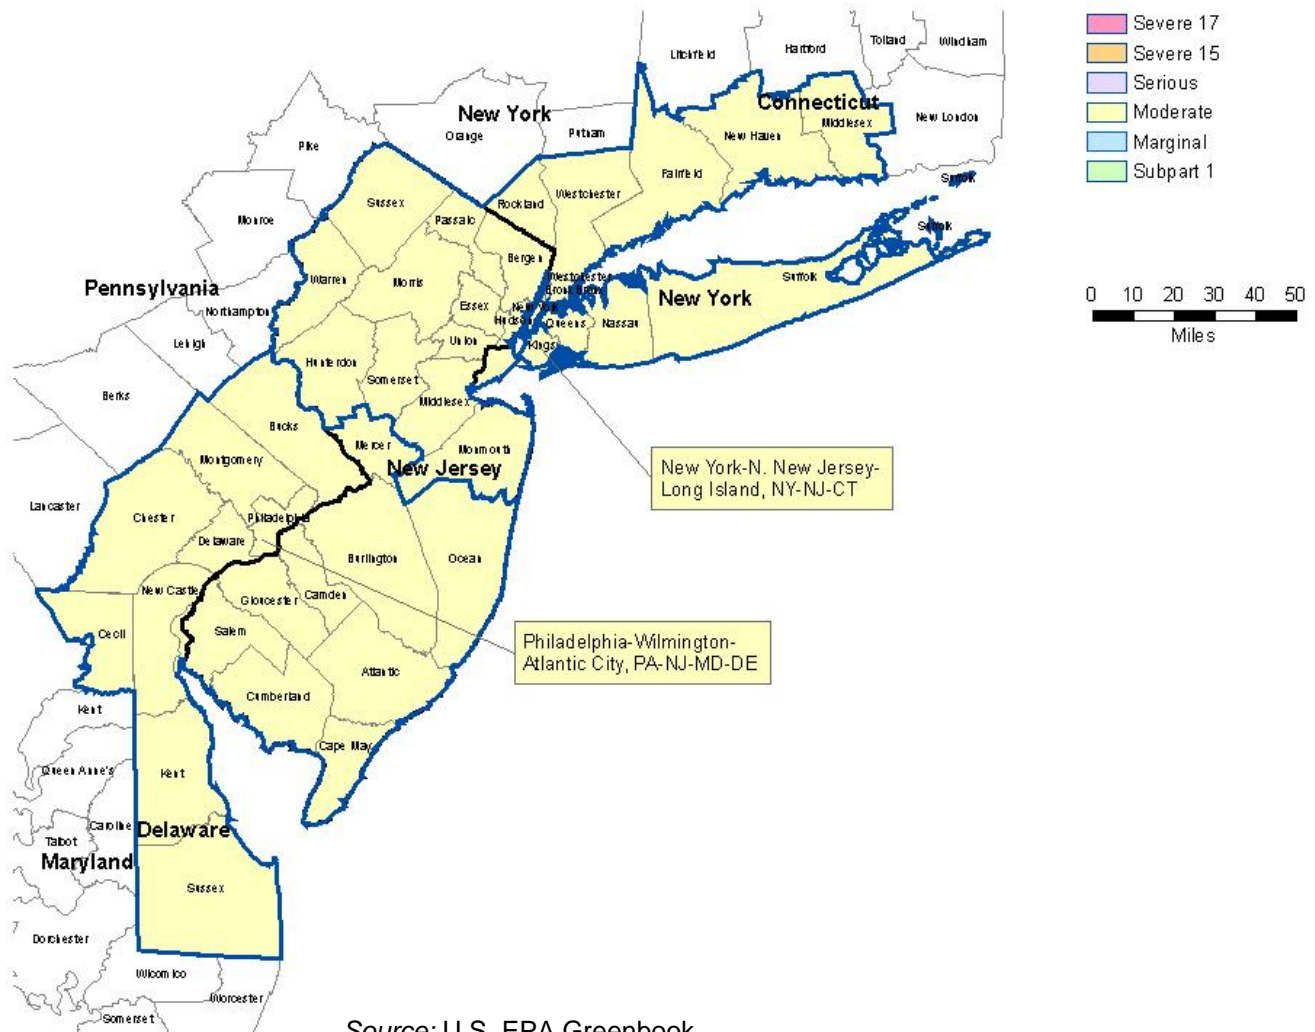 Severe 17
Severe 15
Serious
Moderate
Marginal
Subpart 1
0 10 20 30 40 50
Miles
Litchfield
Hartford
Tolland
Windham
New York
Connecticut
Orange
Putnam
New Haven
Middlesex
New London
Pike
Fairfield
Suffolk
Sussex
Rockland
Westchester
Monroe
Passaic
Suffolk
Bergen
Pennsylvania
Warren
Morris
Westchester
Suffolk
New York
Northampton
Essex
Bronx
New York
Hudson
Queens
Nassau
Lehigh
Union
Kings
Hunterdon
Somerset
Berks
Middlesex
Bucks
Mercer
Monmouth
Montgomery
New Jersey
New York-N. New Jersey-
Long Island, NY-NJ-CT
Lancaster
Chester
Philadelphia
Delaware
Burlington
Ocean
New Castle
Gloucester
Camden
Cecil
Salem
Philadelphia-Wilmington-
Atlantic City, PA-NJ-MD-DE
Atlantic
Cumberland
Kent
Cape May
Queen Anne's
Kent
Caroline
Delaware
Talbot
Maryland
Sussex
Dorchester
Wicomico
Worcester
Somerset
Source: U.S. EPA Greenbook